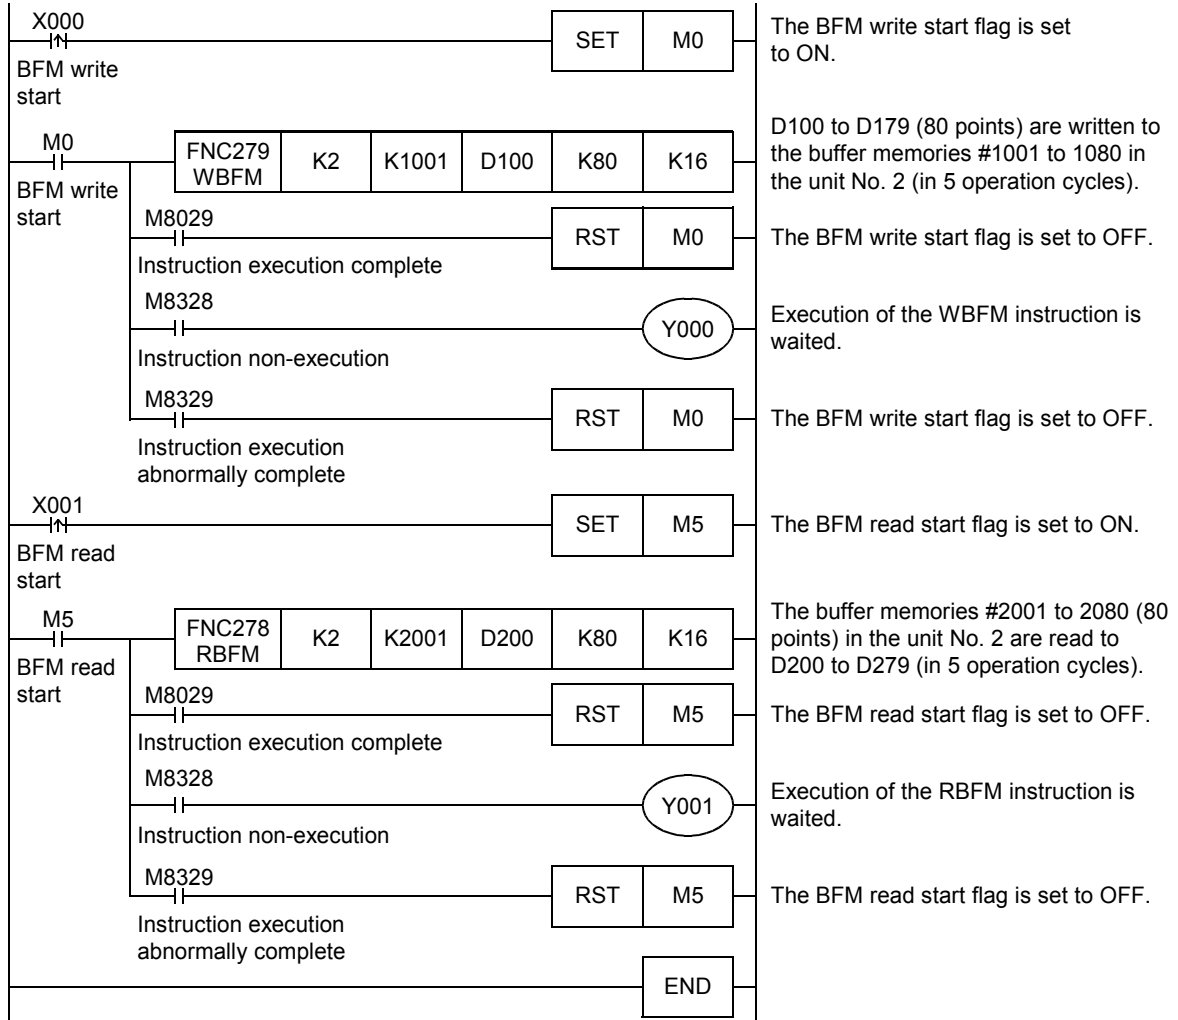 X000
SET M0
The BFM write start flag is set
to ON.
BFM write
start
M0
FNC279
WBFM
K2 K1001 D100 K80 K16
D100 to D179 (80 points) are written to
the buffer memories #1001 to 1080 in
the unit No. 2 (in 5 operation cycles).
BFM write
start
M8029
RST M0
The BFM write start flag is set to OFF.
Instruction execution complete
M8328
Y000
Execution of the WBFM instruction is
waited.
Instruction non-execution
M8329
RST M0
The BFM write start flag is set to OFF.
Instruction execution
abnormally complete
X001
SET M5
The BFM read start flag is set to ON.
BFM read
start
M5
FNC278
RBFM
K2 K2001 D200 K80 K16
The buffer memories #2001 to 2080 (80
points) in the unit No. 2 are read to
D200 to D279 (in 5 operation cycles).
BFM read
start
M8029
RST M5
The BFM read start flag is set to OFF.
Instruction execution complete
M8328
Y001
Execution of the RBFM instruction is
waited.
Instruction non-execution
M8329
RST M5
The BFM read start flag is set to OFF.
Instruction execution
abnormally complete
END